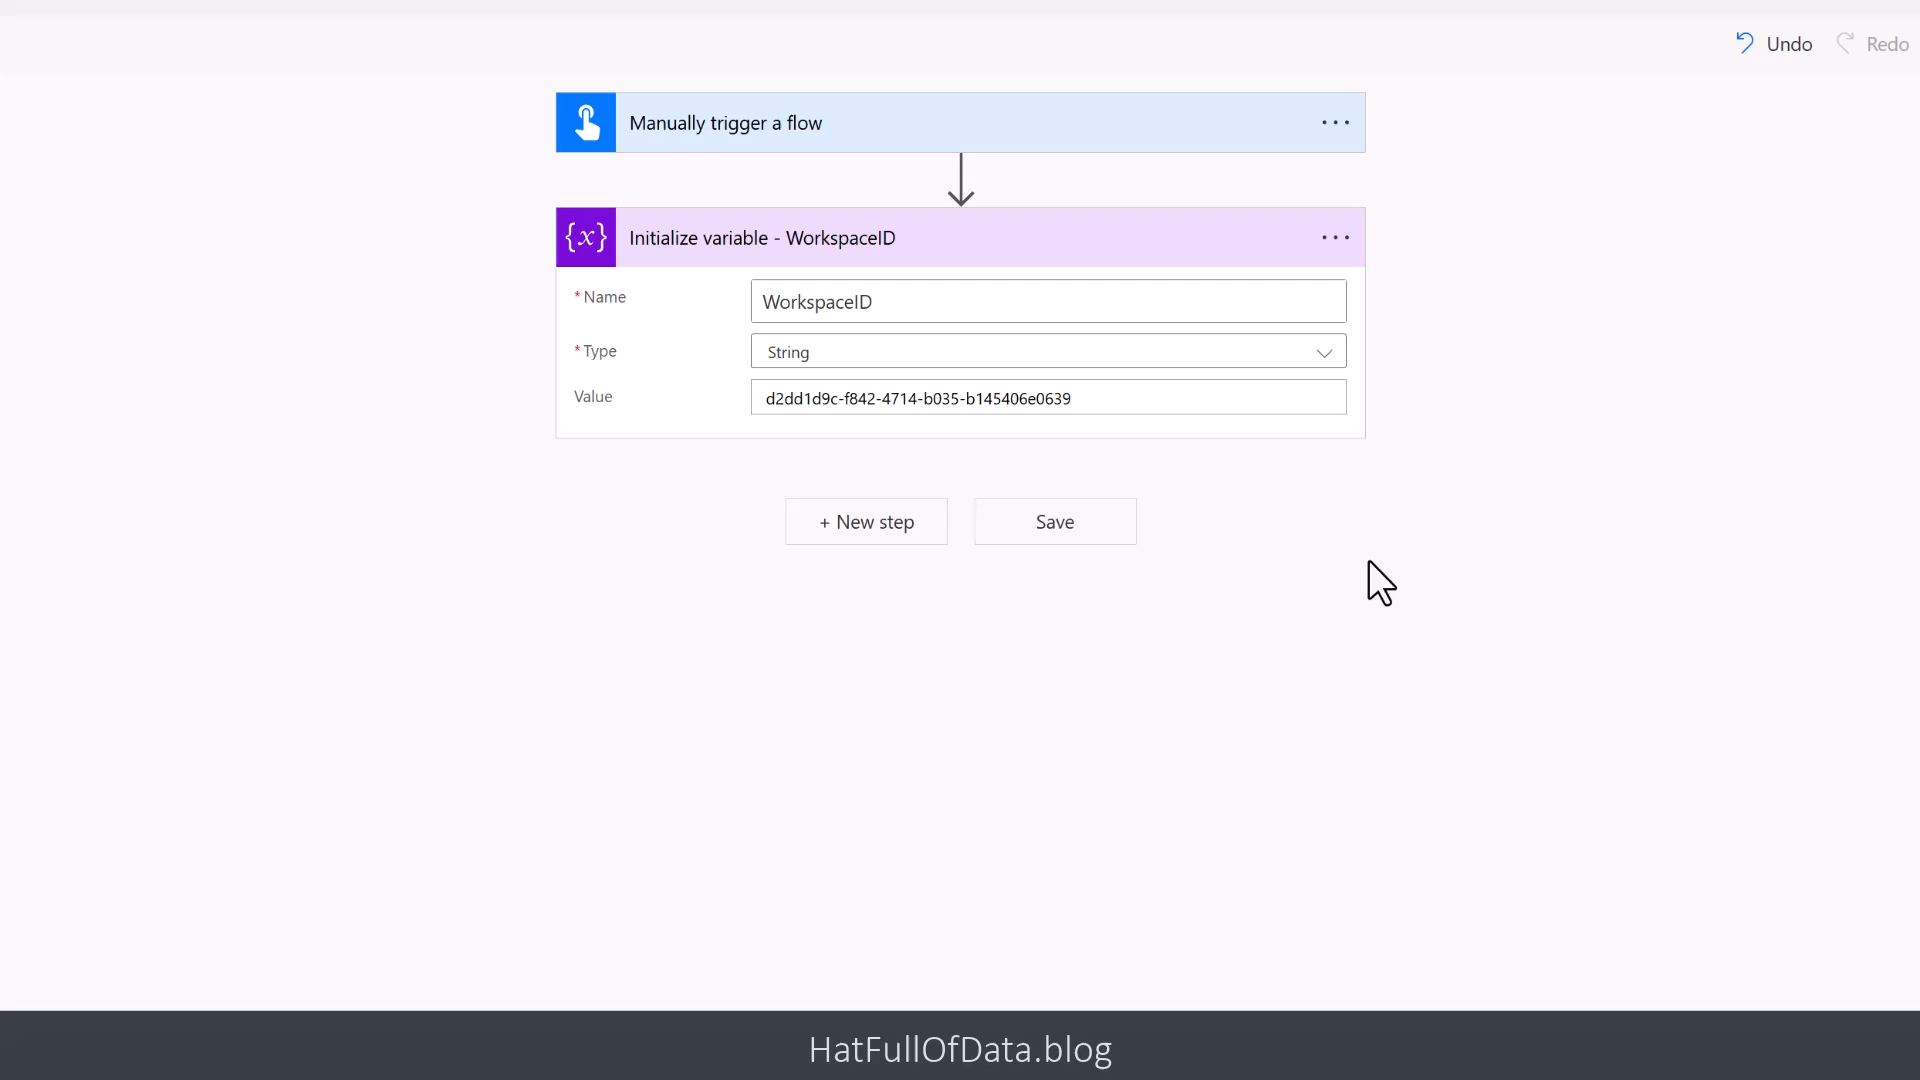 Undo Redo
Manually trigger a flow
{x} Initialize variable - WorkspaceID
* Name WorkspaceID
* Type String
Value d2dd1d9c-f842-4714-b035-b145406e0639
+ New step Save
HatFullOfData.blog